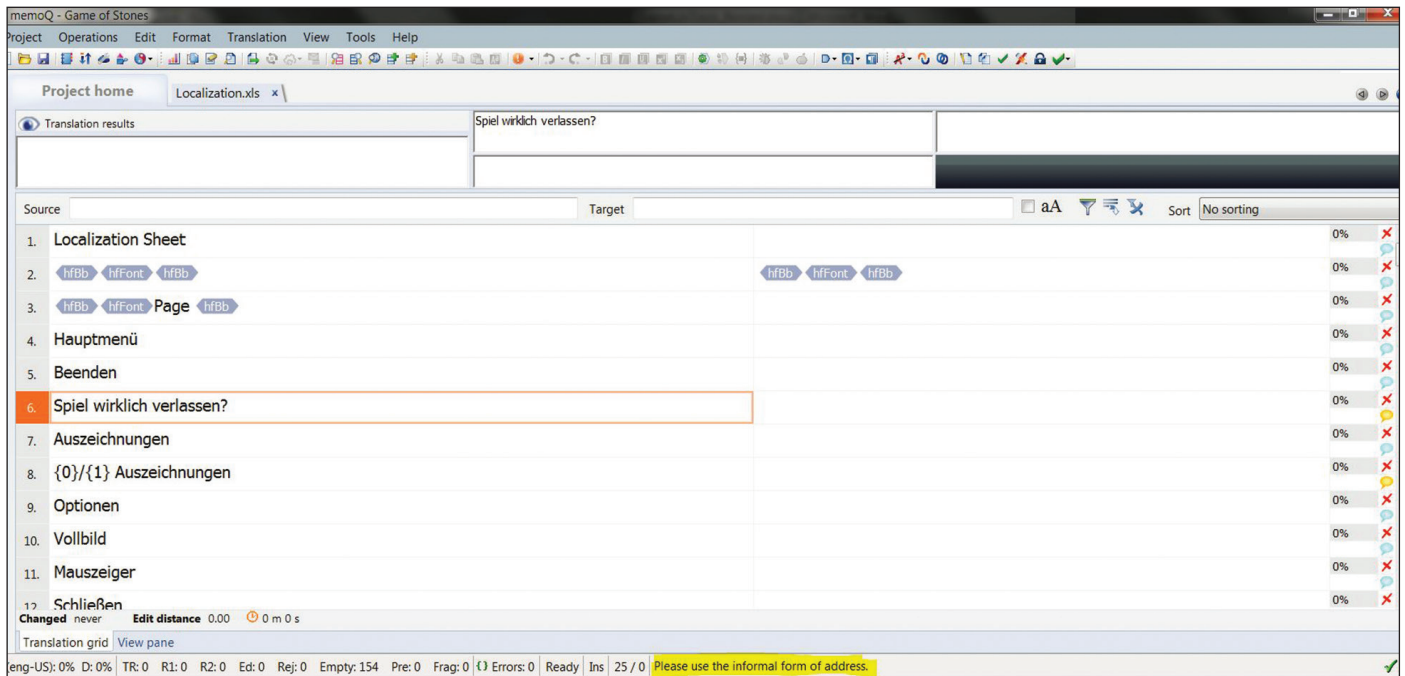 memoQ - Game of Stones
Project Operations Edit Format Translation View Tools Help
Project home Localization.xls x
Translation results
Spiel wirklich verlassen?
Source Target aA Sort No sorting
1. Localization Sheet 0%
2. hfBb hfFont hfBb hfBb hfFont hfBb 0%
3. hfBb hfFont Page hfBb 0%
4. Hauptmenü 0%
5. Beenden 0%
6. Spiel wirklich verlassen? 0%
7. Auszeichnungen 0%
8. {0}/{1} Auszeichnungen 0%
9. Optionen 0%
10. Vollbild 0%
11. Mauszeiger 0%
12. Schließen 0%
Changed never Edit distance 0.00 0 m 0 s
Translation grid View pane
(eng-US): 0% D: 0% TR: 0 R1: 0 R2: 0 Ed: 0 Rej: 0 Empty: 154 Pre: 0 Frag: 0 {} Errors: 0 Ready Ins 25 / 0 Please use the informal form of address.